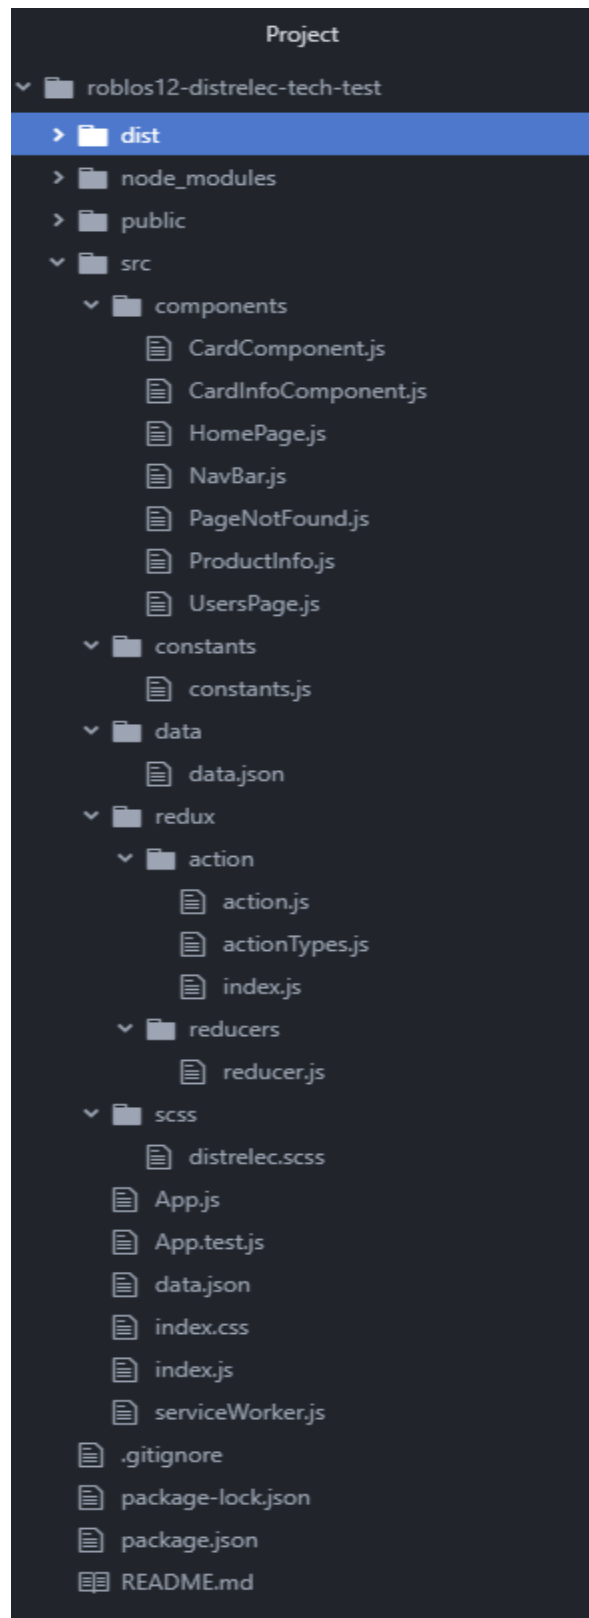 Project
roblos12-distrelec-tech-test
dist
node_modules
public
src
components
CardComponent.js
CardInfoComponent.js
HomePage.js
NavBar.js
PageNotFound.js
ProductInfo.js
UsersPage.js
constants
constants.js
data
data.json
redux
action
action.js
actionTypes.js
index.js
reducers
reducer.js
scss
distrelec.scss
App.js
App.test.js
data.json
index.css
index.js
serviceWorker.js
.gitignore
package-lock.json
package.json
README.md